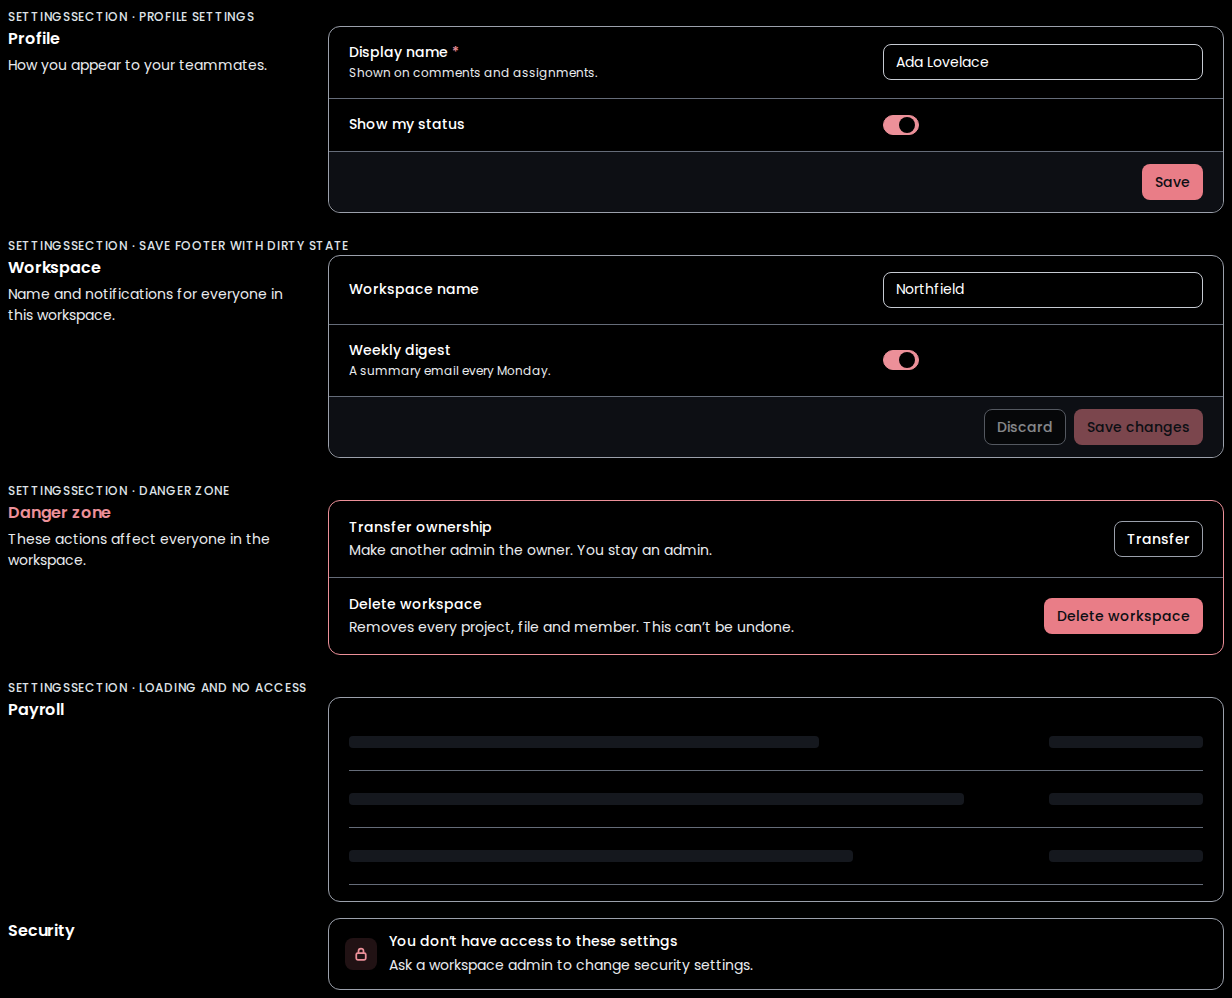 SETTINGSSECTION · PROFILE SETTINGS
Profile
How you appear to your teammates.
Display name *
Shown on comments and assignments.
Ada Lovelace
Show my status
Save
SETTINGSSECTION · SAVE FOOTER WITH DIRTY STATE
Workspace
Name and notifications for everyone in
this workspace.
Workspace name
Northfield
Weekly digest
A summary email every Monday.
Discard
Save changes
SETTINGSSECTION · DANGER ZONE
Danger zone
These actions affect everyone in the
workspace.
Transfer ownership
Make another admin the owner. You stay an admin.
Transfer
Delete workspace
Removes every project, file and member. This can’t be undone.
Delete workspace
SETTINGSSECTION · LOADING AND NO ACCESS
Payroll
Security
You don’t have access to these settings
Ask a workspace admin to change security settings.